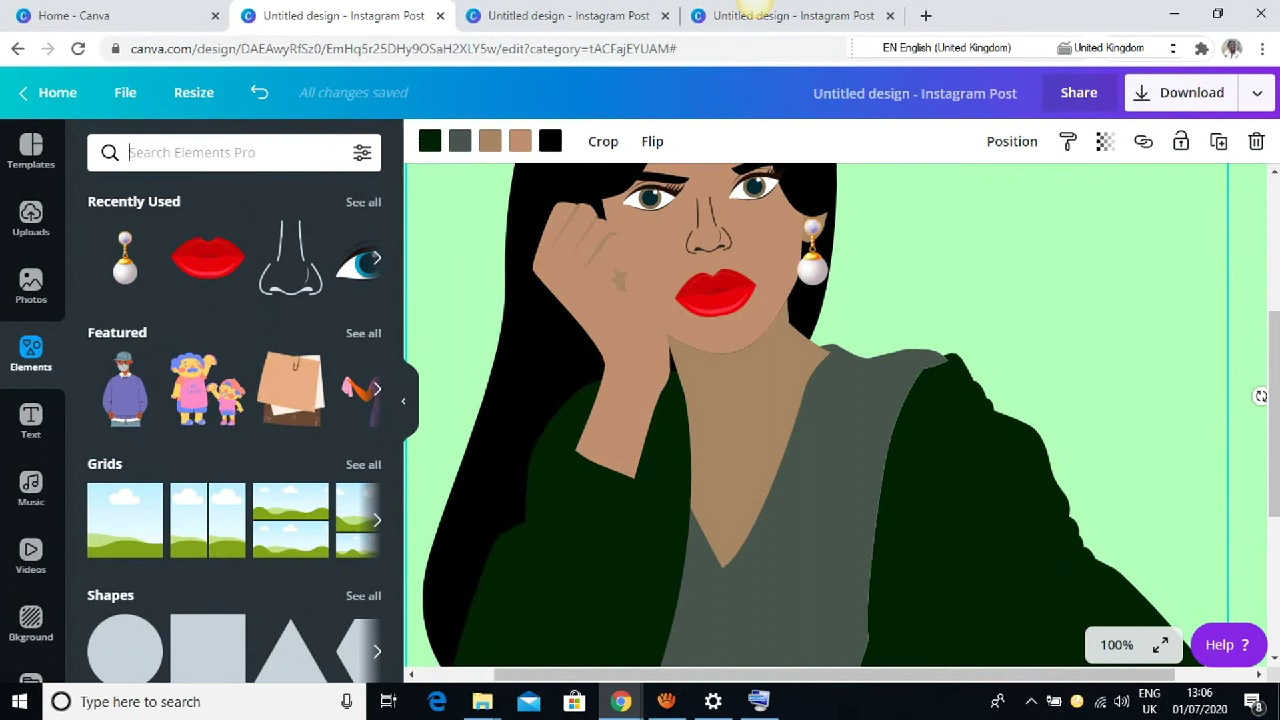 Home - Canva
Untitled design - Instagram Post
Untitled design - Instagram Post
Untitled design - Instagram Post
canva.com/design/DAEAwyRfSz0/EmHq5r25DHy9OSaH2XLY5w/edit?category=tACFajEYUAM#
EN English (United Kingdom)
United Kingdom
Home
File
Resize
All changes saved
Untitled design - Instagram Post
Share
Download
Templates
Uploads
Photos
Elements
Text
Music
Videos
Bkground
Search Elements Pro
Crop
Flip
Position
Recently Used
See all
Featured
See all
Grids
See all
Shapes
See all
100%
Help ?
Type here to search
ENG
UK
13:06
01/07/2020
8